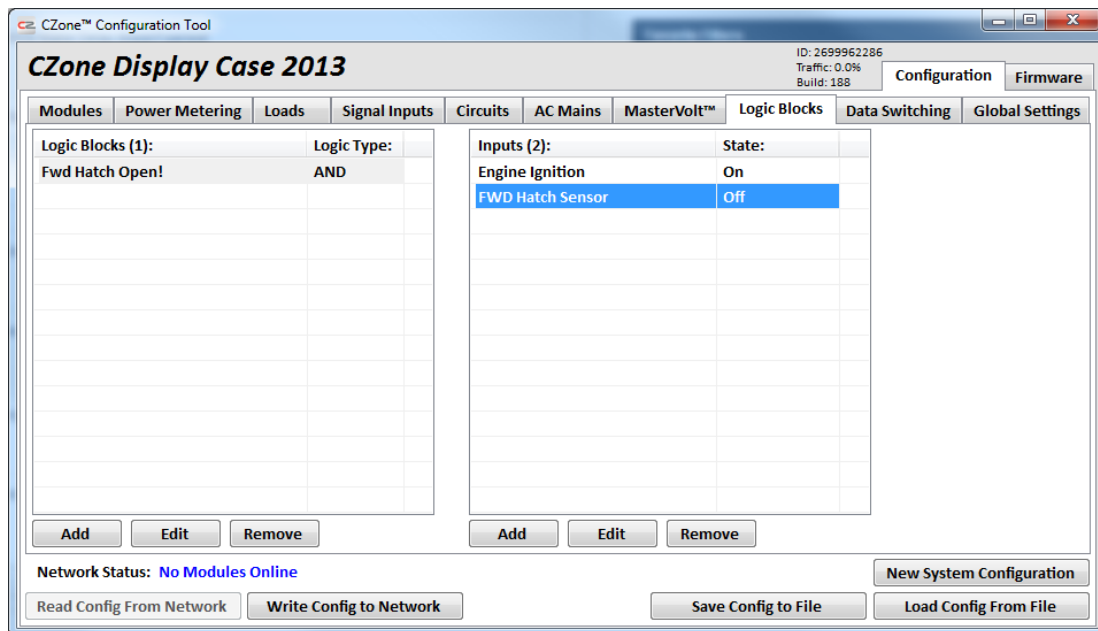 CZ CZone™ Configuration Tool
CZone Display Case 2013
ID: 2699962286
Traffic: 0.0%
Build: 188
Configuration Firmware
Modules Power Metering Loads Signal Inputs Circuits AC Mains MasterVolt™ Logic Blocks Data Switching Global Settings
Logic Blocks (1): Logic Type: Inputs (2): State:
Fwd Hatch Open! AND Engine Ignition On
FWD Hatch Sensor Off
Add Edit Remove Add Edit Remove
Network Status: No Modules Online New System Configuration
Read Config From Network Write Config to Network Save Config to File Load Config From File